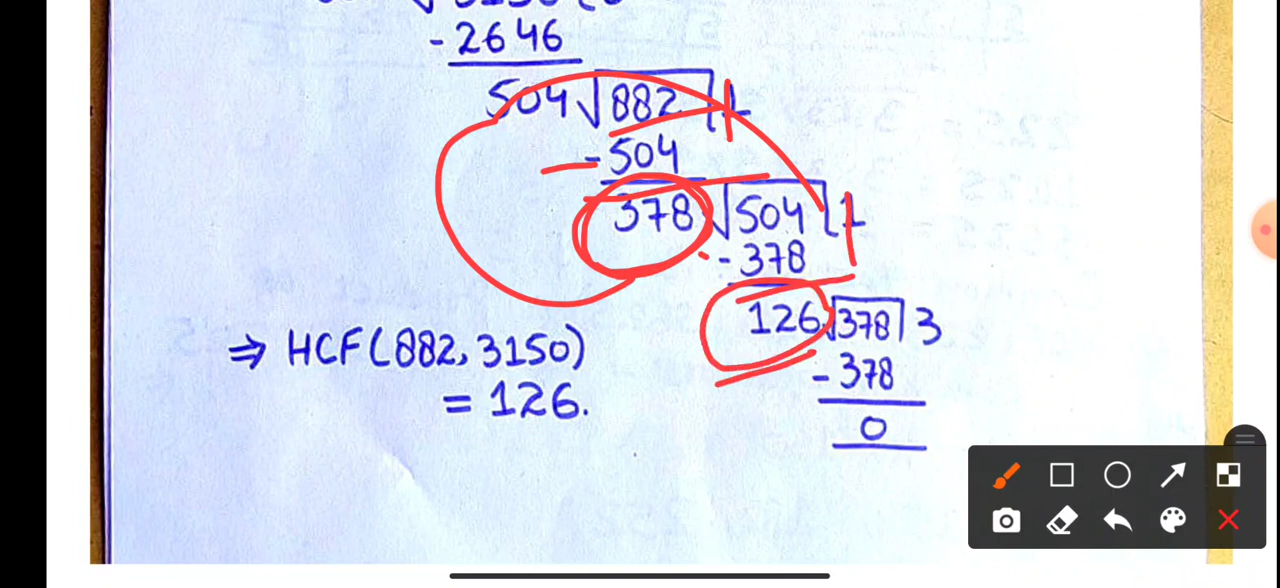 - 2646
504 √882 1
- 504
378 √504 1
- 378
126 √378 3
- 378
0
⇒ HCF(882, 3150)
= 126.